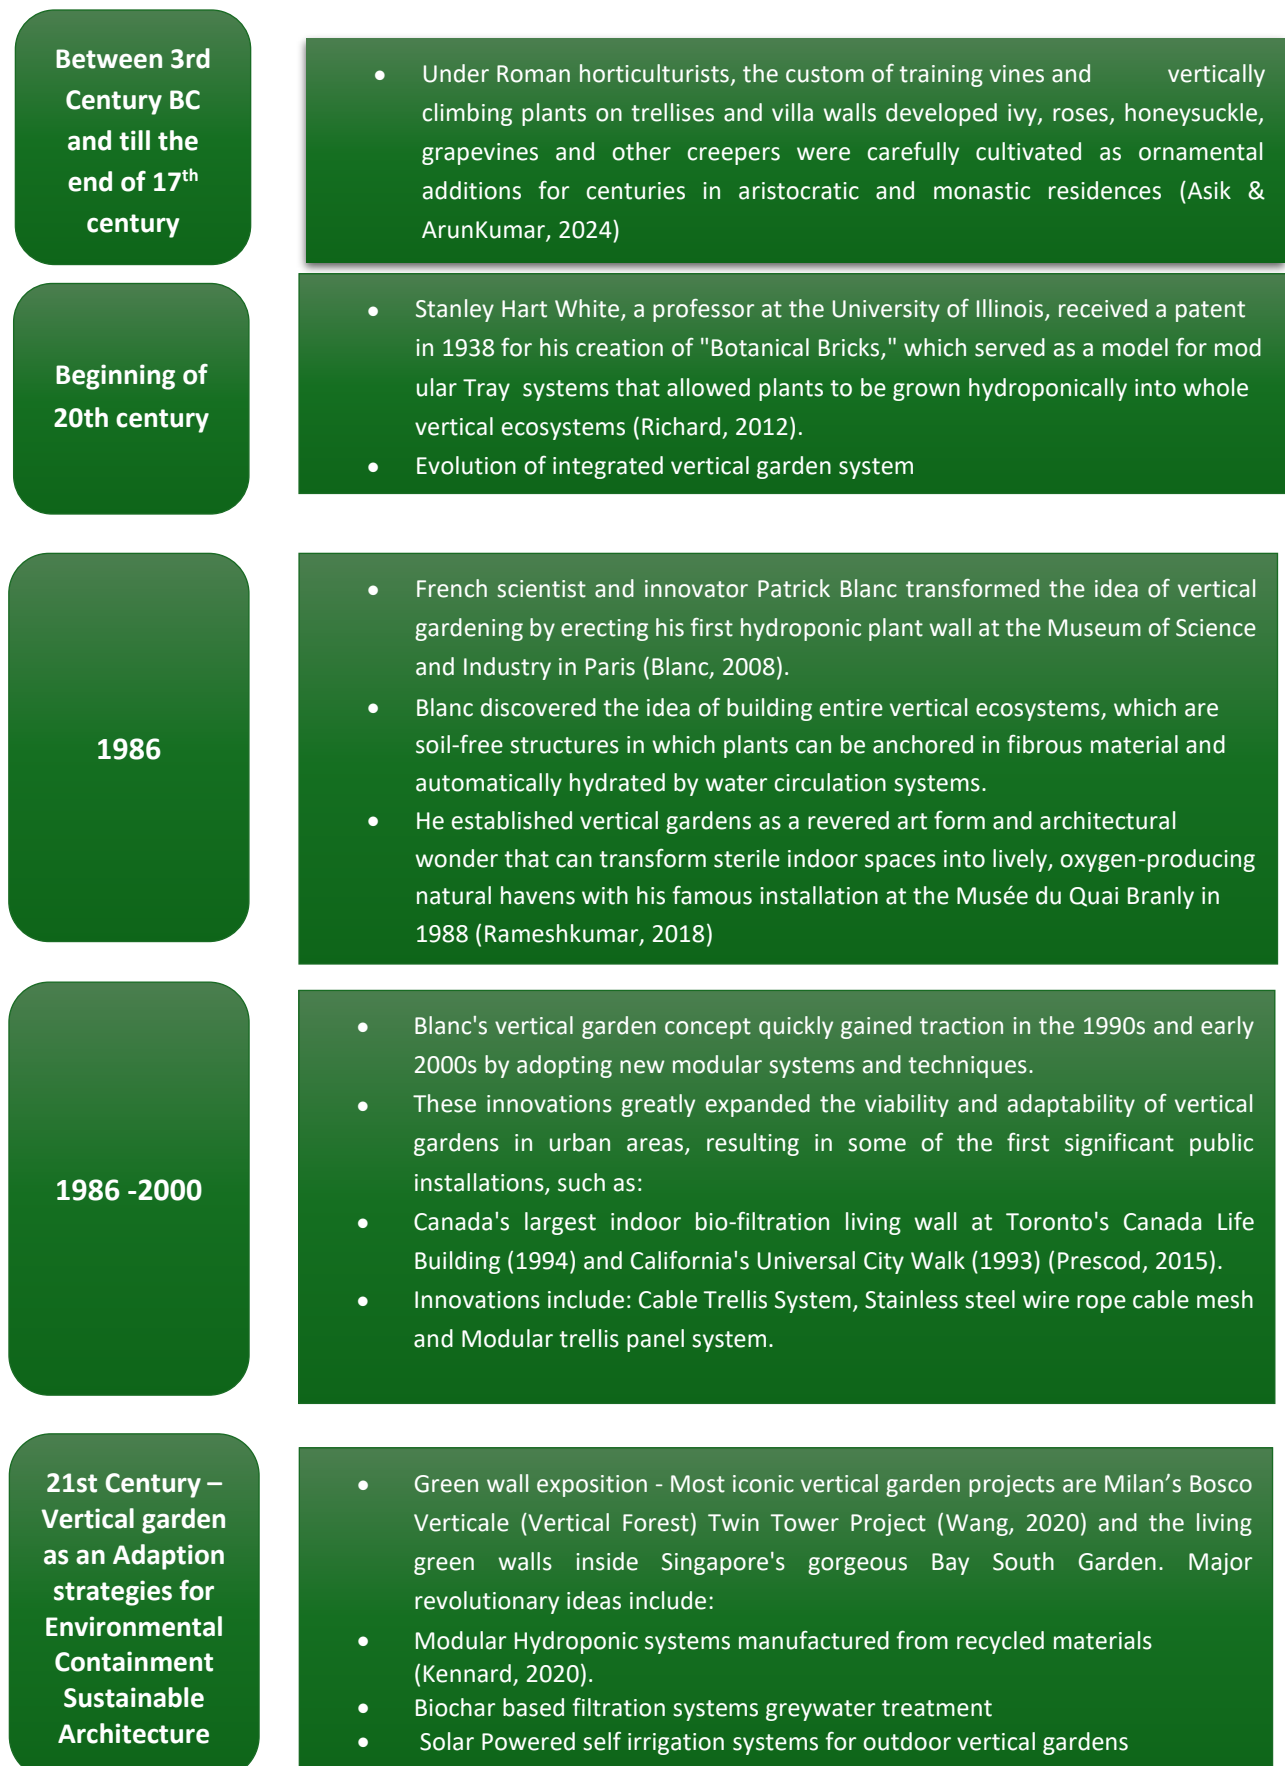 Between 3rd
Century BC
and till the
end of 17th
century
• Under Roman horticulturists, the custom of training vines and vertically
climbing plants on trellises and villa walls developed ivy, roses, honeysuckle,
grapevines and other creepers were carefully cultivated as ornamental
additions for centuries in aristocratic and monastic residences (Asik &
ArunKumar, 2024)
Beginning of
20th century
• Stanley Hart White, a professor at the University of Illinois, received a patent
in 1938 for his creation of "Botanical Bricks," which served as a model for mod
ular Tray systems that allowed plants to be grown hydroponically into whole
vertical ecosystems (Richard, 2012).
• Evolution of integrated vertical garden system
1986
• French scientist and innovator Patrick Blanc transformed the idea of vertical
gardening by erecting his first hydroponic plant wall at the Museum of Science
and Industry in Paris (Blanc, 2008).
• Blanc discovered the idea of building entire vertical ecosystems, which are
soil-free structures in which plants can be anchored in fibrous material and
automatically hydrated by water circulation systems.
• He established vertical gardens as a revered art form and architectural
wonder that can transform sterile indoor spaces into lively, oxygen-producing
natural havens with his famous installation at the Musée du Quai Branly in
1988 (Rameshkumar, 2018)
1986 -2000
• Blanc's vertical garden concept quickly gained traction in the 1990s and early
2000s by adopting new modular systems and techniques.
• These innovations greatly expanded the viability and adaptability of vertical
gardens in urban areas, resulting in some of the first significant public
installations, such as:
• Canada's largest indoor bio-filtration living wall at Toronto's Canada Life
Building (1994) and California's Universal City Walk (1993) (Prescod, 2015).
• Innovations include: Cable Trellis System, Stainless steel wire rope cable mesh
and Modular trellis panel system.
21st Century –
Vertical garden
as an Adaption
strategies for
Environmental
Containment
Sustainable
Architecture
• Green wall exposition - Most iconic vertical garden projects are Milan’s Bosco
Verticale (Vertical Forest) Twin Tower Project (Wang, 2020) and the living
green walls inside Singapore's gorgeous Bay South Garden. Major
revolutionary ideas include:
• Modular Hydroponic systems manufactured from recycled materials
(Kennard, 2020).
• Biochar based filtration systems greywater treatment
• Solar Powered self irrigation systems for outdoor vertical gardens